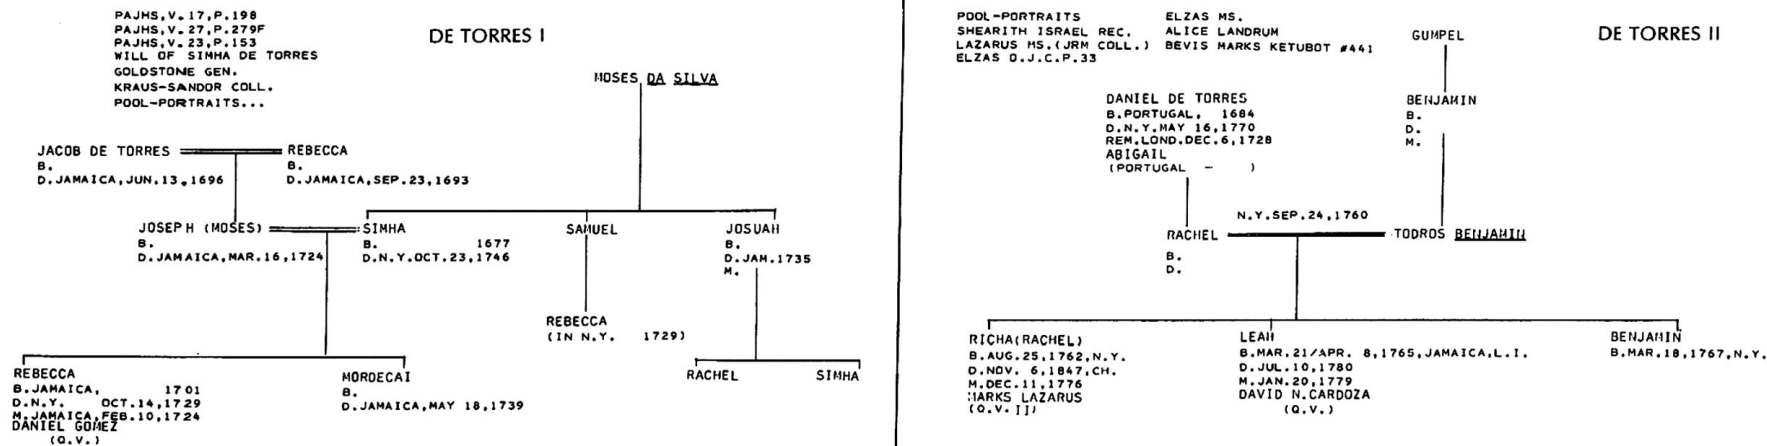 PAJHS,V.17,P.198
PAJHS,V.27,P.279F
PAJHS,V.23,P.153
WILL OF SIMHA DE TORRES
GOLDSTONE GEN.
KRAUS-SANDOR COLL.
POOL-PORTRAITS...
DE TORRES I
MOSES DA SILVA
JACOB DE TORRES
B.
D.JAMAICA,JUN.13,1696
REBECCA
B.
D.JAMAICA,SEP.23,1693
JOSEPH (MOSES)
B.
D.JAMAICA,MAR.16,1724
SIMHA
B. 1677
D.N.Y.OCT.23,1746
SAMUEL
JOSUAH
B.
D.JAM.1735
M.
REBECCA
(IN N.Y. 1729)
REBECCA
B.JAMAICA, 1701
D.N.Y. OCT.14,1729
M.JAMAICA,FEB.10,1724
DANIEL GOMEZ
(Q.V.)
MORDECAI
B.
D.JAMAICA,MAY 18,1739
RACHEL
SIMHA
POOL-PORTRAITS
SHEARITH ISRAEL REC.
LAZARUS MS.(JRM COLL.)
ELZAS O.J.C.P.33
ELZAS MS.
ALICE LANDRUM
BEVIS MARKS KETUBOT #441
GUMPEL
DE TORRES II
DANIEL DE TORRES
B.PORTUGAL, 1684
D.N.Y.MAY 16,1770
REM.LOND.DEC.6,1728
ABIGAIL
(PORTUGAL - )
BENJAMIN
B.
D.
M.
N.Y.SEP.24,1760
RACHEL
B.
D.
TODROS BENJAMIN
RICHA(RACHEL)
B.AUG.25,1762,N.Y.
D.NOV. 6,1847,CH.
M.DEC.11,1776
MARKS LAZARUS
(Q.V. II)
LEAH
B.MAR.21/APR. 8,1765,JAMAICA,L.I.
D.JUL.10,1780
M.JAN.20,1779
DAVID N.CARDOZA
(Q.V.)
BENJAMIN
B.MAR.18,1767,N.Y.